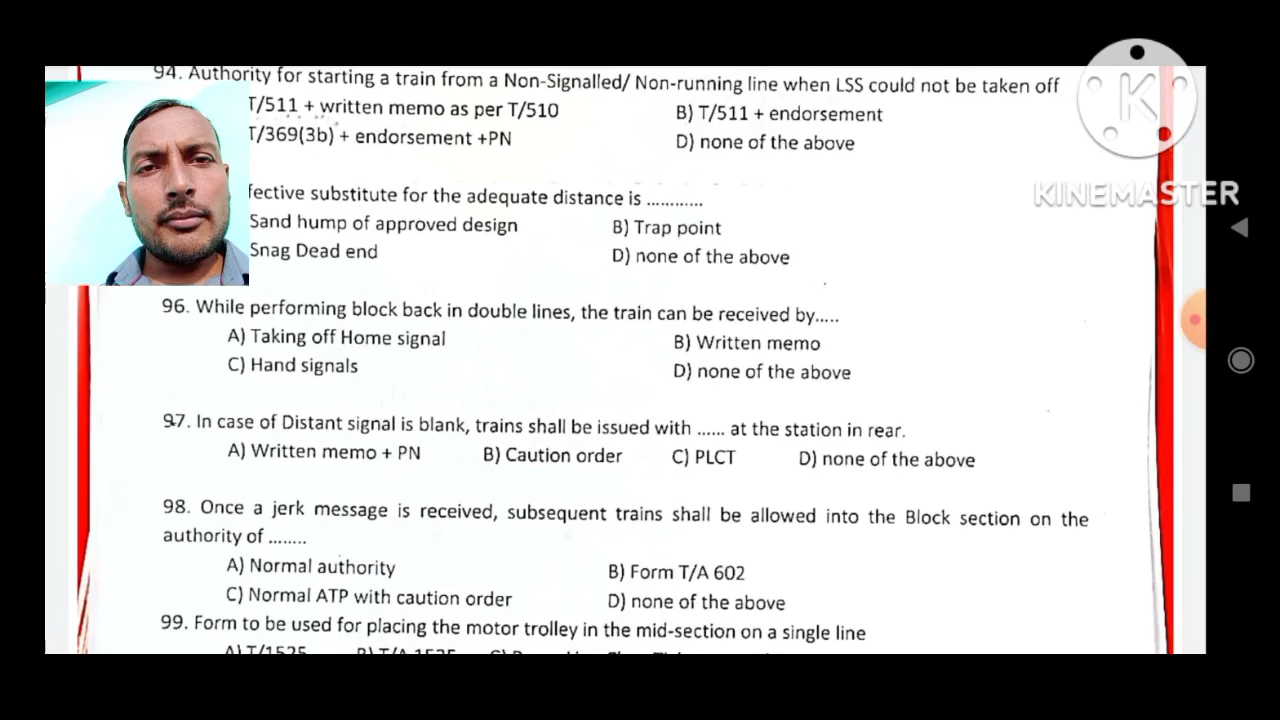 94. Authority for starting a train from a Non-Signalled/ Non-running line when LSS could not be taken off
T/511 + written memo as per T/510 B) T/511 + endorsement
T/369(3b) + endorsement +PN D) none of the above
K
KINEMASTER
fective substitute for the adequate distance is ............
Sand hump of approved design B) Trap point
Snag Dead end D) none of the above
96. While performing block back in double lines, the train can be received by.....
A) Taking off Home signal B) Written memo
C) Hand signals D) none of the above
97. In case of Distant signal is blank, trains shall be issued with ...... at the station in rear.
A) Written memo + PN B) Caution order C) PLCT D) none of the above
98. Once a jerk message is received, subsequent trains shall be allowed into the Block section on the
authority of ........
A) Normal authority B) Form T/A 602
C) Normal ATP with caution order D) none of the above
99. Form to be used for placing the motor trolley in the mid-section on a single line
A) T/1525 B) T/A 1525